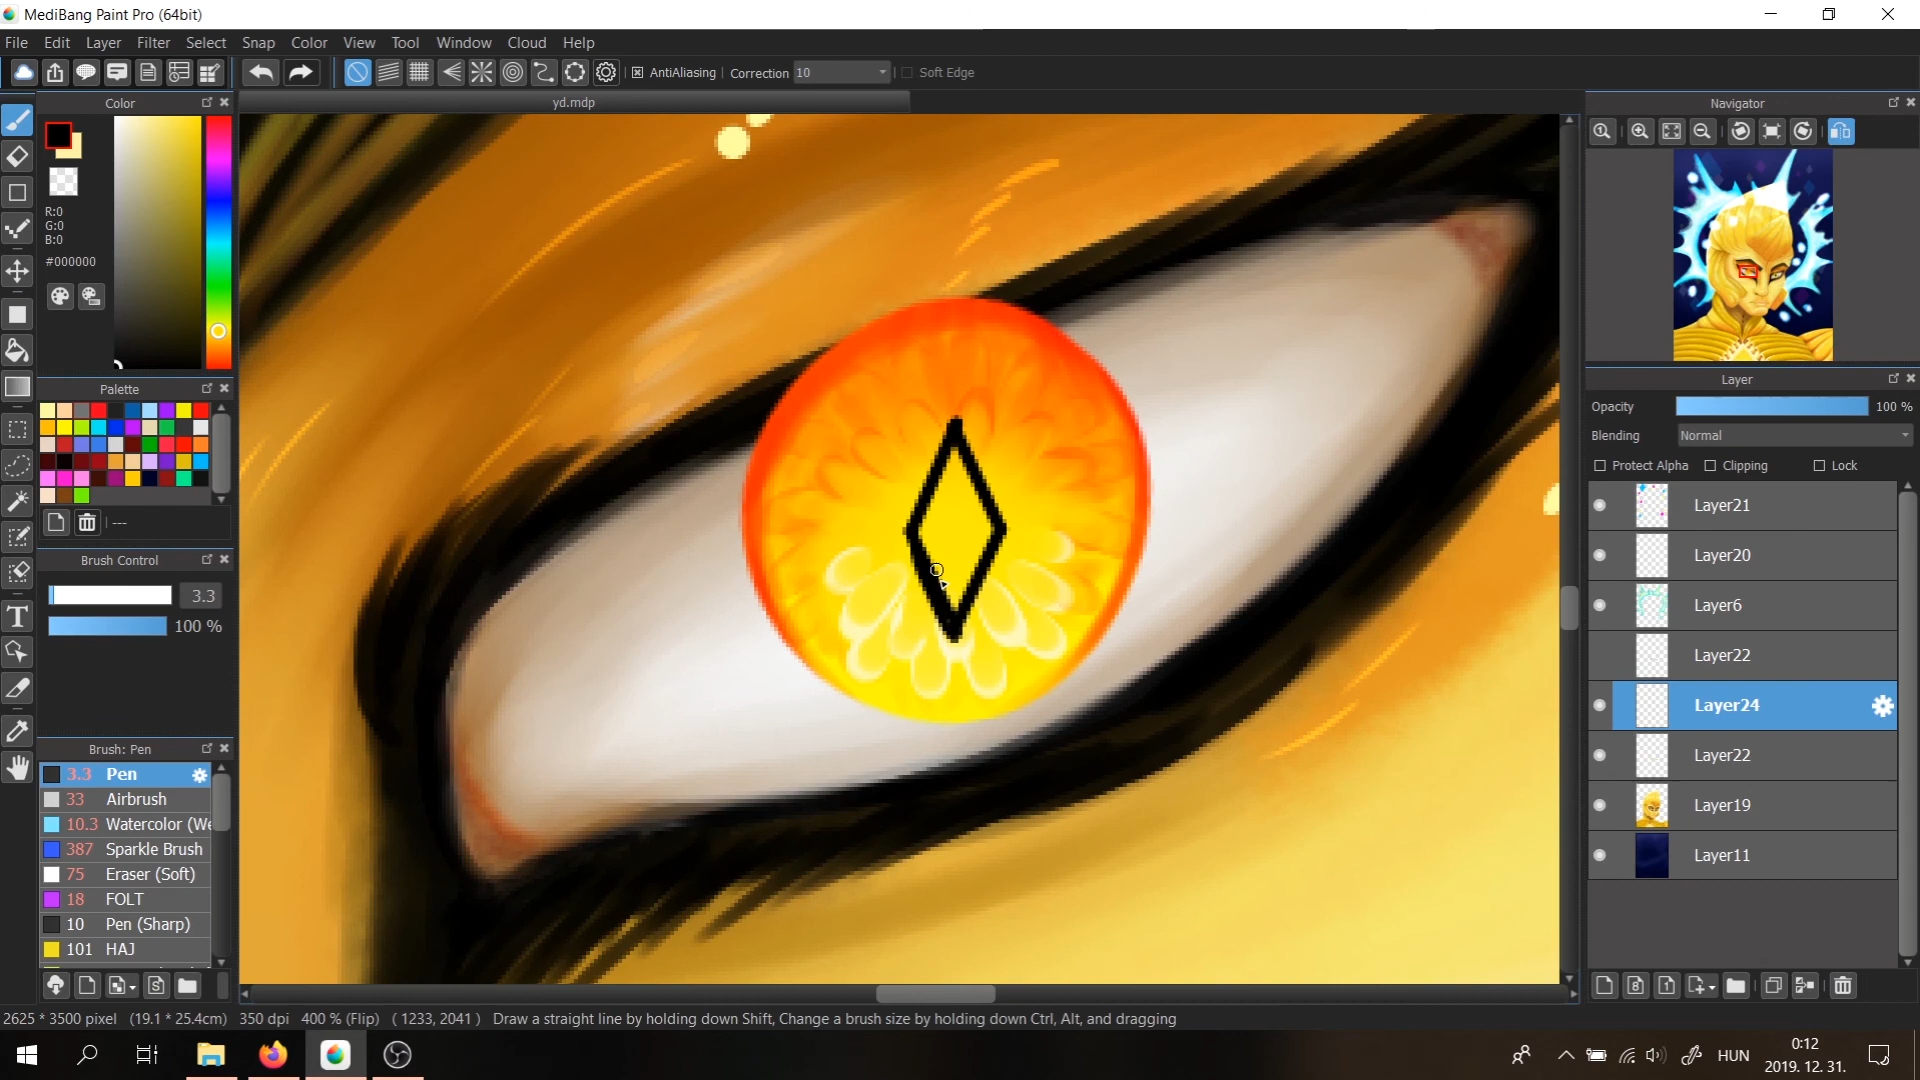 MediBang Paint Pro (64bit)
File Edit Layer Filter Select Snap Color View Tool Window Cloud Help
AntiAliasing Correction 10 Soft Edge
Color
yd.mdp
Navigator
R:0
G:0
B:0
#000000
Palette
Layer
Opacity 100 %
Blending Normal
Protect Alpha Clipping Lock
Layer21
---
Layer20
Brush Control
3.3
Layer6
100 %
Layer22
Layer24
Brush: Pen
Layer22
3.3 Pen
33 Airbrush
Layer19
10.3 Watercolor (We
387 Sparkle Brush
Layer11
75 Eraser (Soft)
18 FOLT
10 Pen (Sharp)
101 HAJ
2625 * 3500 pixel (19.1 * 25.4cm) 350 dpi 400 % (Flip) ( 1233, 2041 ) Draw a straight line by holding down Shift, Change a brush size by holding down Ctrl, Alt, and dragging
HUN
0:12
2019. 12. 31.